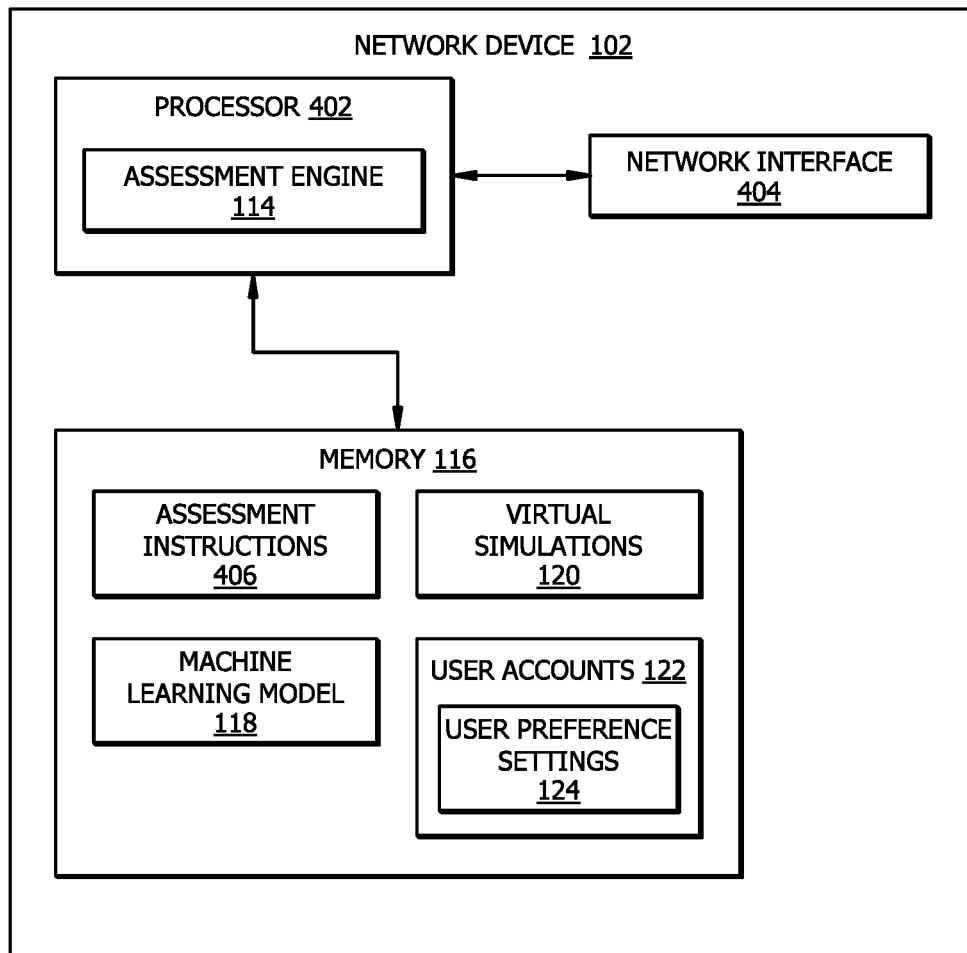 NETWORK DEVICE 102
PROCESSOR 402
ASSESSMENT ENGINE
114
NETWORK INTERFACE
404
MEMORY 116
ASSESSMENT
INSTRUCTIONS
406
VIRTUAL
SIMULATIONS
120
MACHINE
LEARNING MODEL
118
USER ACCOUNTS 122
USER PREFERENCE
SETTINGS
124